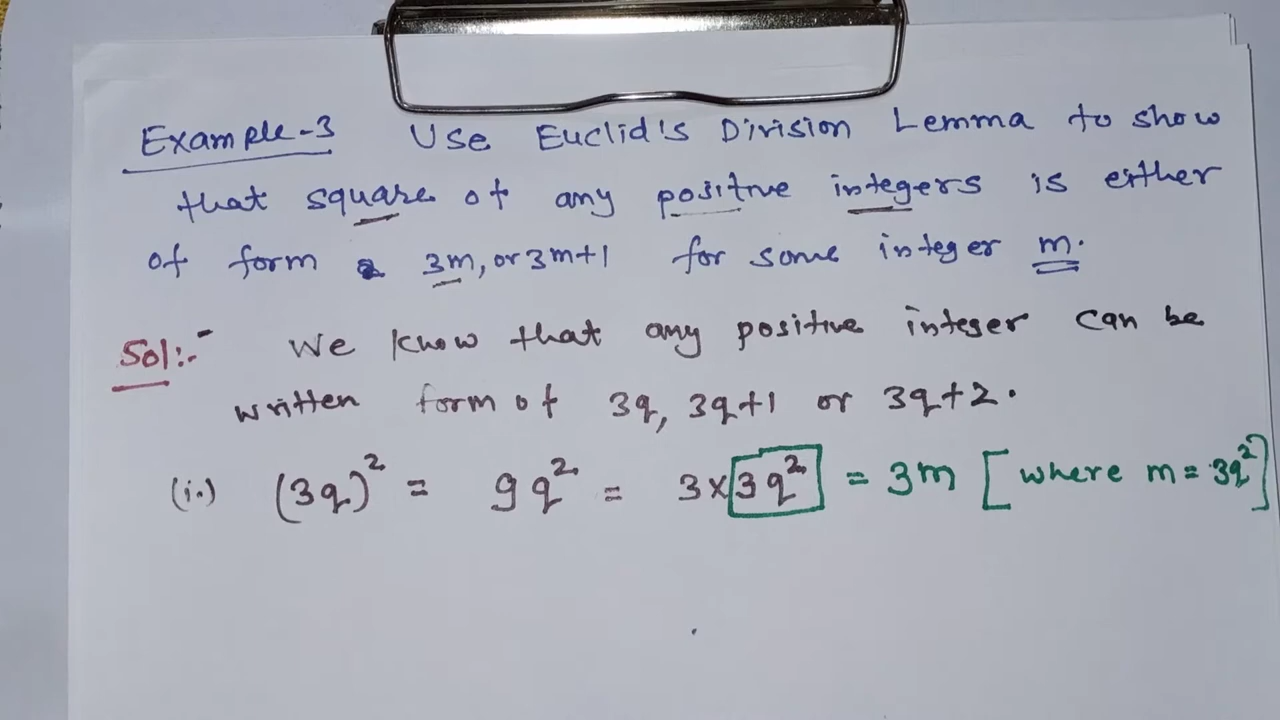 Example-3 Use Euclid's Division Lemma to show
that square of any positive integers is either
of form 3m, or 3m+1 for some integer m.
Sol:- We know that any positive integer can be
written form of 3q, 3q+1 or 3q+2.
(i.) (3q)² = 9q² = 3×3q² = 3m [where m = 3q²]